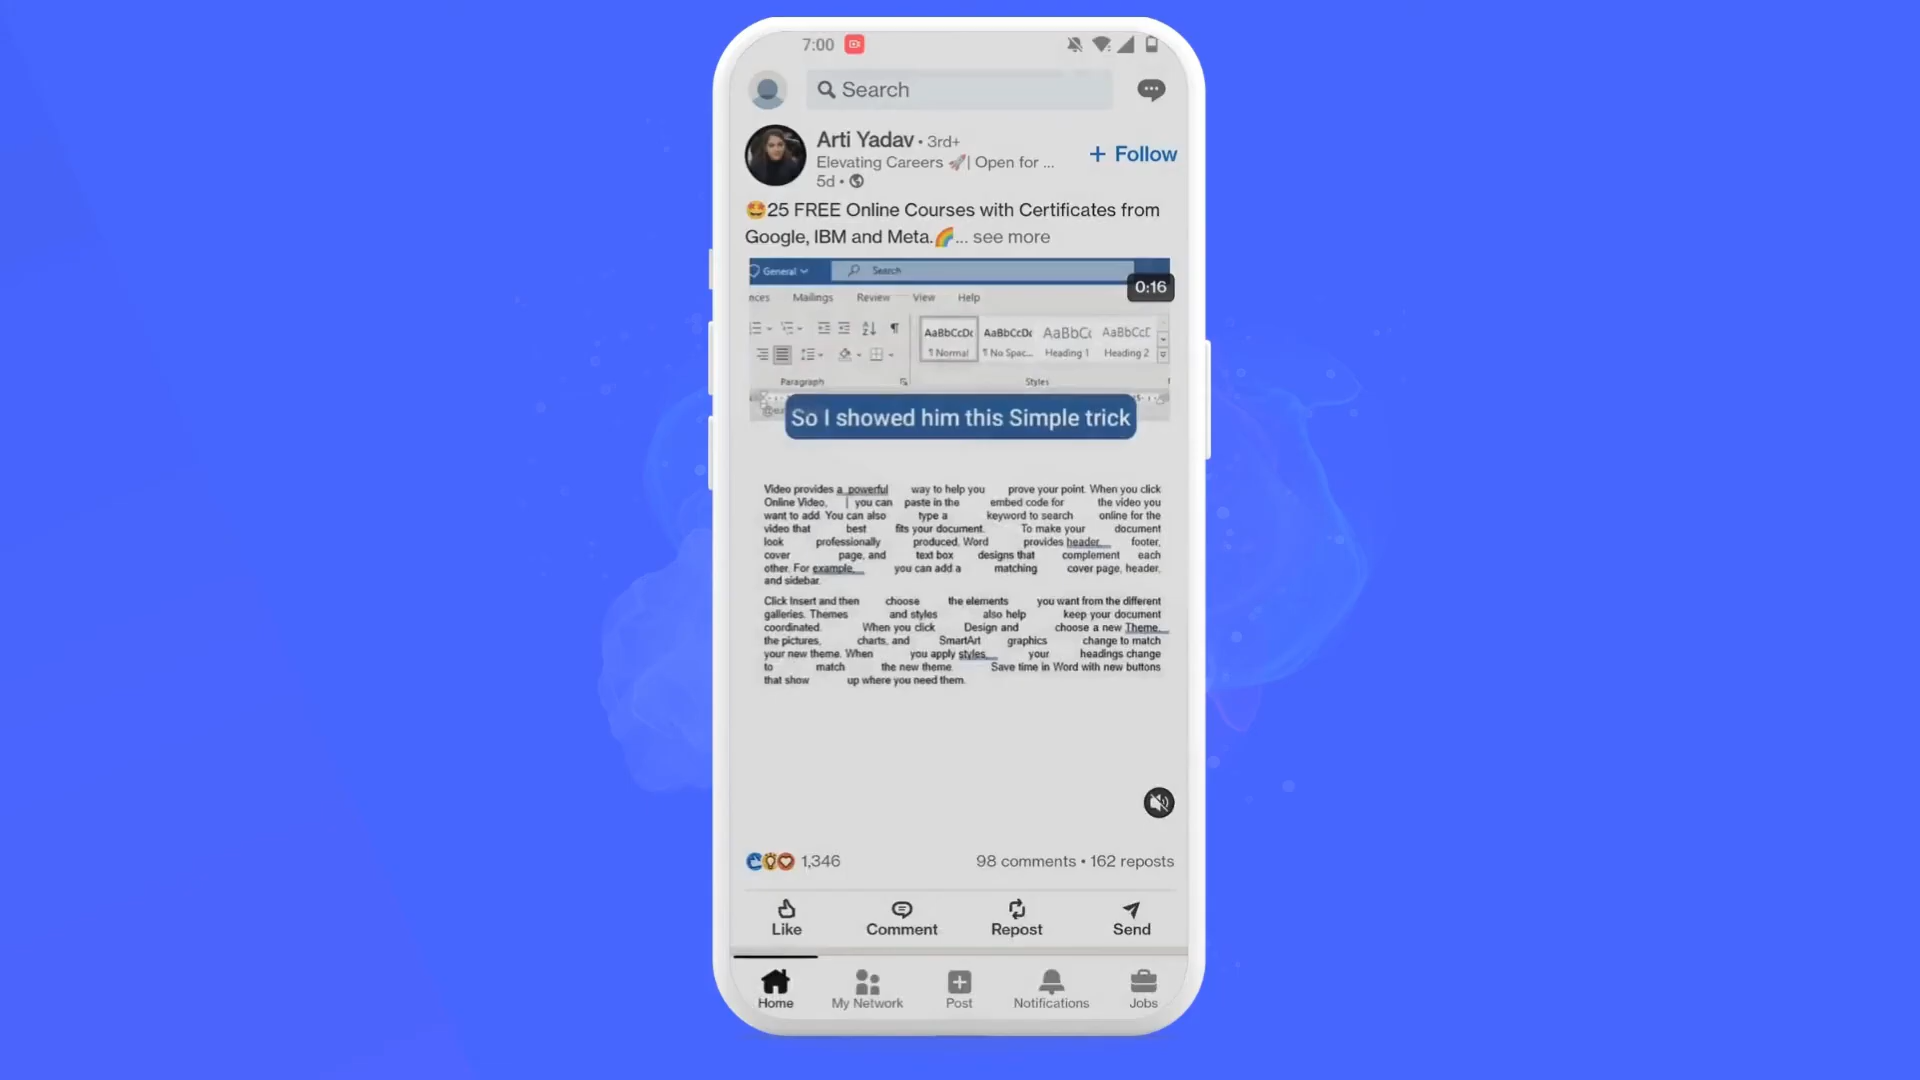 7:00
Search
Arti Yadav • 3rd+
Elevating Careers 🚀| Open for ...
+ Follow
5d •
🤩25 FREE Online Courses with Certificates from
Google, IBM and Meta.🌈... see more
General
Search
0:16
nces Mailings Review View Help
AaBbCcDc AaBbCcDc AaBbCc AaBbCcC
¶ Normal ¶ No Spac... Heading 1 Heading 2
Paragraph Styles
So I showed him this Simple trick
Video provides a powerful way to help you prove your point. When you click
Online Video, you can paste in the embed code for the video you
want to add. You can also type a keyword to search online for the
video that best fits your document. To make your document
look professionally produced, Word provides header, footer,
cover page, and text box designs that complement each
other. For example, you can add a matching cover page, header,
and sidebar.
Click Insert and then choose the elements you want from the different
galleries. Themes and styles also help keep your document
coordinated. When you click Design and choose a new Theme,
the pictures, charts, and SmartArt graphics change to match
your new theme. When you apply styles, your headings change
to match the new theme. Save time in Word with new buttons
that show up where you need them.
1,346
98 comments • 162 reposts
Like Comment Repost Send
Home My Network Post Notifications Jobs